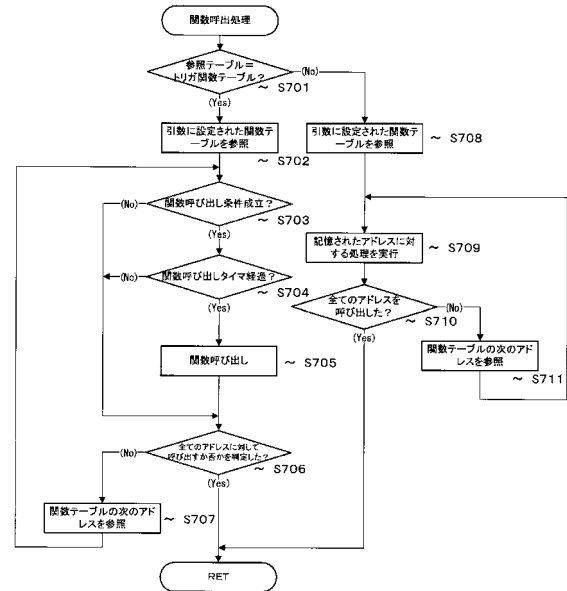 関数呼出処理
参照テーブル=
トリガ関数テーブル?
(No)
~ S701
(Yes)
引数に設定された関数テ
ーブルを参照
~ S702
(No)
関数呼び出し条件成立?
~ S703
(Yes)
(No)
関数呼び出しタイマ経過?
~ S704
(Yes)
関数呼び出し
~ S705
全てのアドレスに対して
呼び出すか否かを判定した?
(No)
~ S706
(Yes)
関数テーブルの次のアド
レスを参照
~ S707
引数に設定された関数テ
ーブルを参照
~ S708
記憶されたアドレスに対
する処理を実行
~ S709
全てのアドレスを
呼び出した?
(No)
~ S710
(Yes)
関数テーブルの次のアド
レスを参照
~ S711
RET